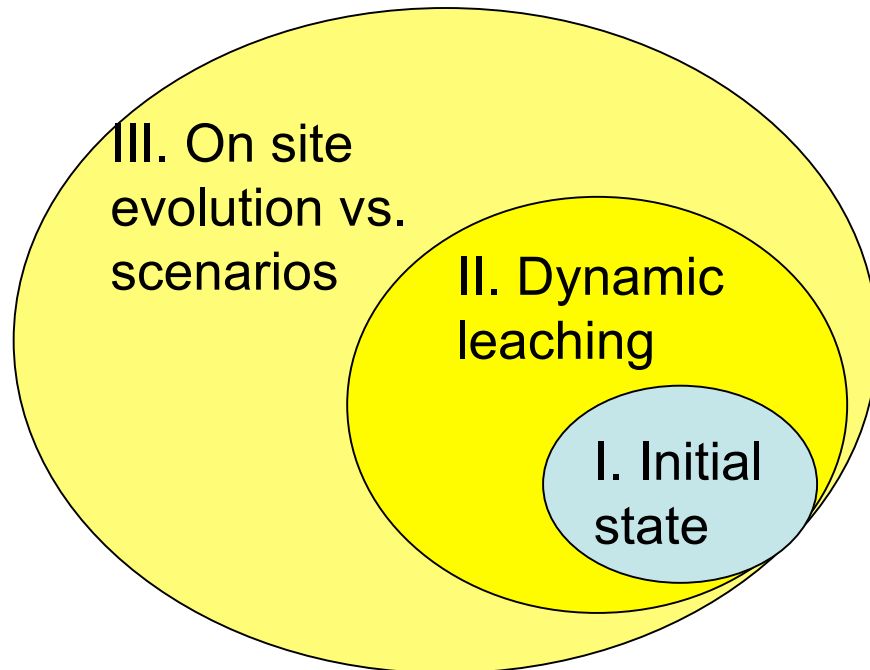 III. On site
evolution vs.
scenarios
II. Dynamic
leaching
I. Initial
state